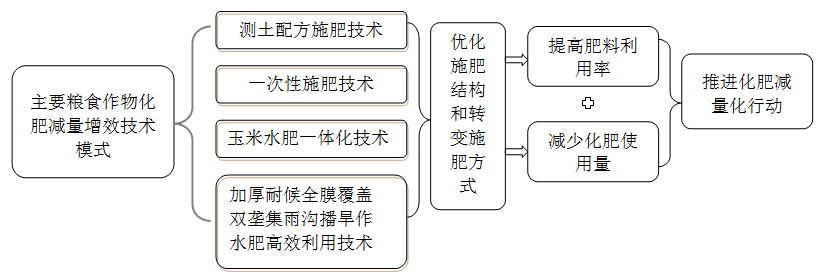 主要粮食作物化
肥减量增效技术
模式
测土配方施肥技术
一次性施肥技术
玉米水肥一体化技术
加厚耐候全膜覆盖
双垄集雨沟播旱作
水肥高效利用技术
优化
施肥
结构
和转
变施
肥方
式
提高肥料利
用率
减少化肥使
用量
推进化肥减
量化行动